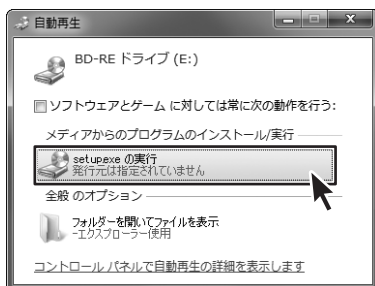 自動再生
BD-RE ドライブ (E:)
ソフトウェアとゲーム に対しては常に次の動作を行う:
メディアからのプログラムのインストール/実行
setup.exe の実行
発行元は指定されていません
全般 のオプション
フォルダーを開いてファイルを表示
-エクスプローラー使用
コントロール パネルで自動再生の詳細を表示します